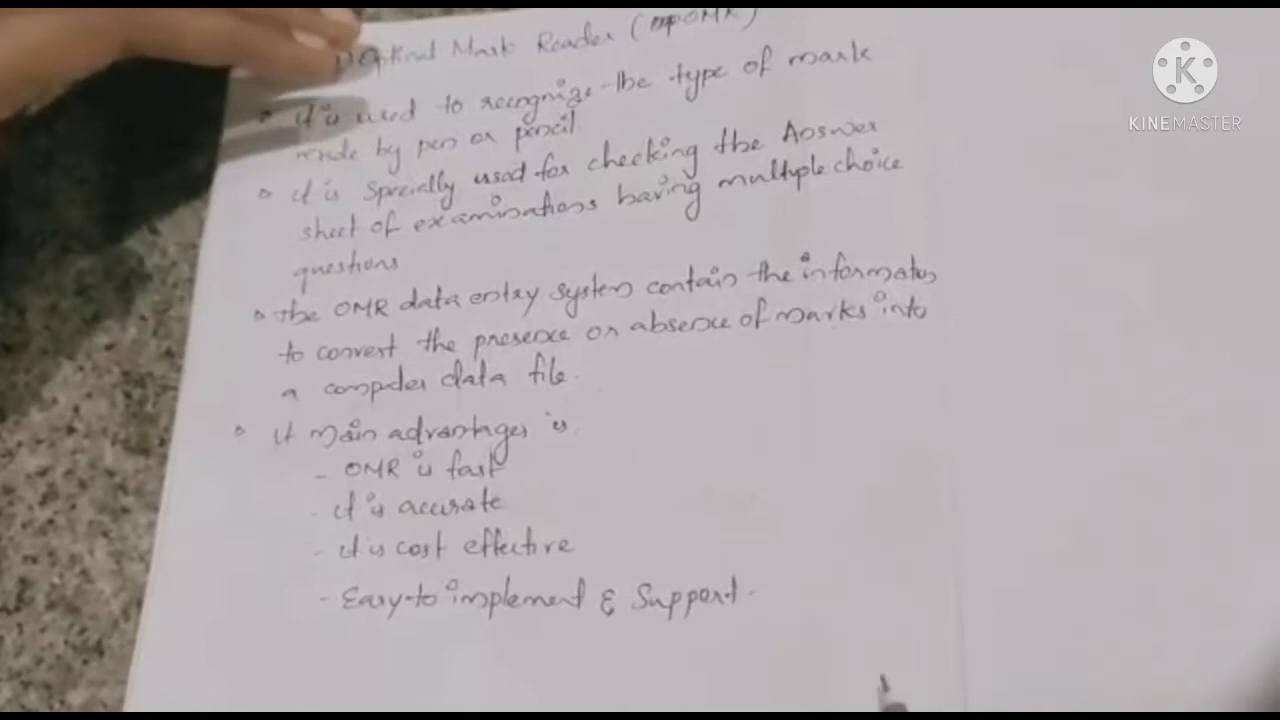 Optical Mark Reader (OMR)
• it is used to recognize the type of mark
made by pen or pencil
• it is specially used for checking the Answer
sheet of examinations having multiple choice
questions
• the OMR data entry system contain the information
to convert the presence or absence of marks into
a computer data file.
• it main advantages is
- OMR is fast
- it is accurate
- it is cost effective
- Easy to implement & Support.
KINEMASTER